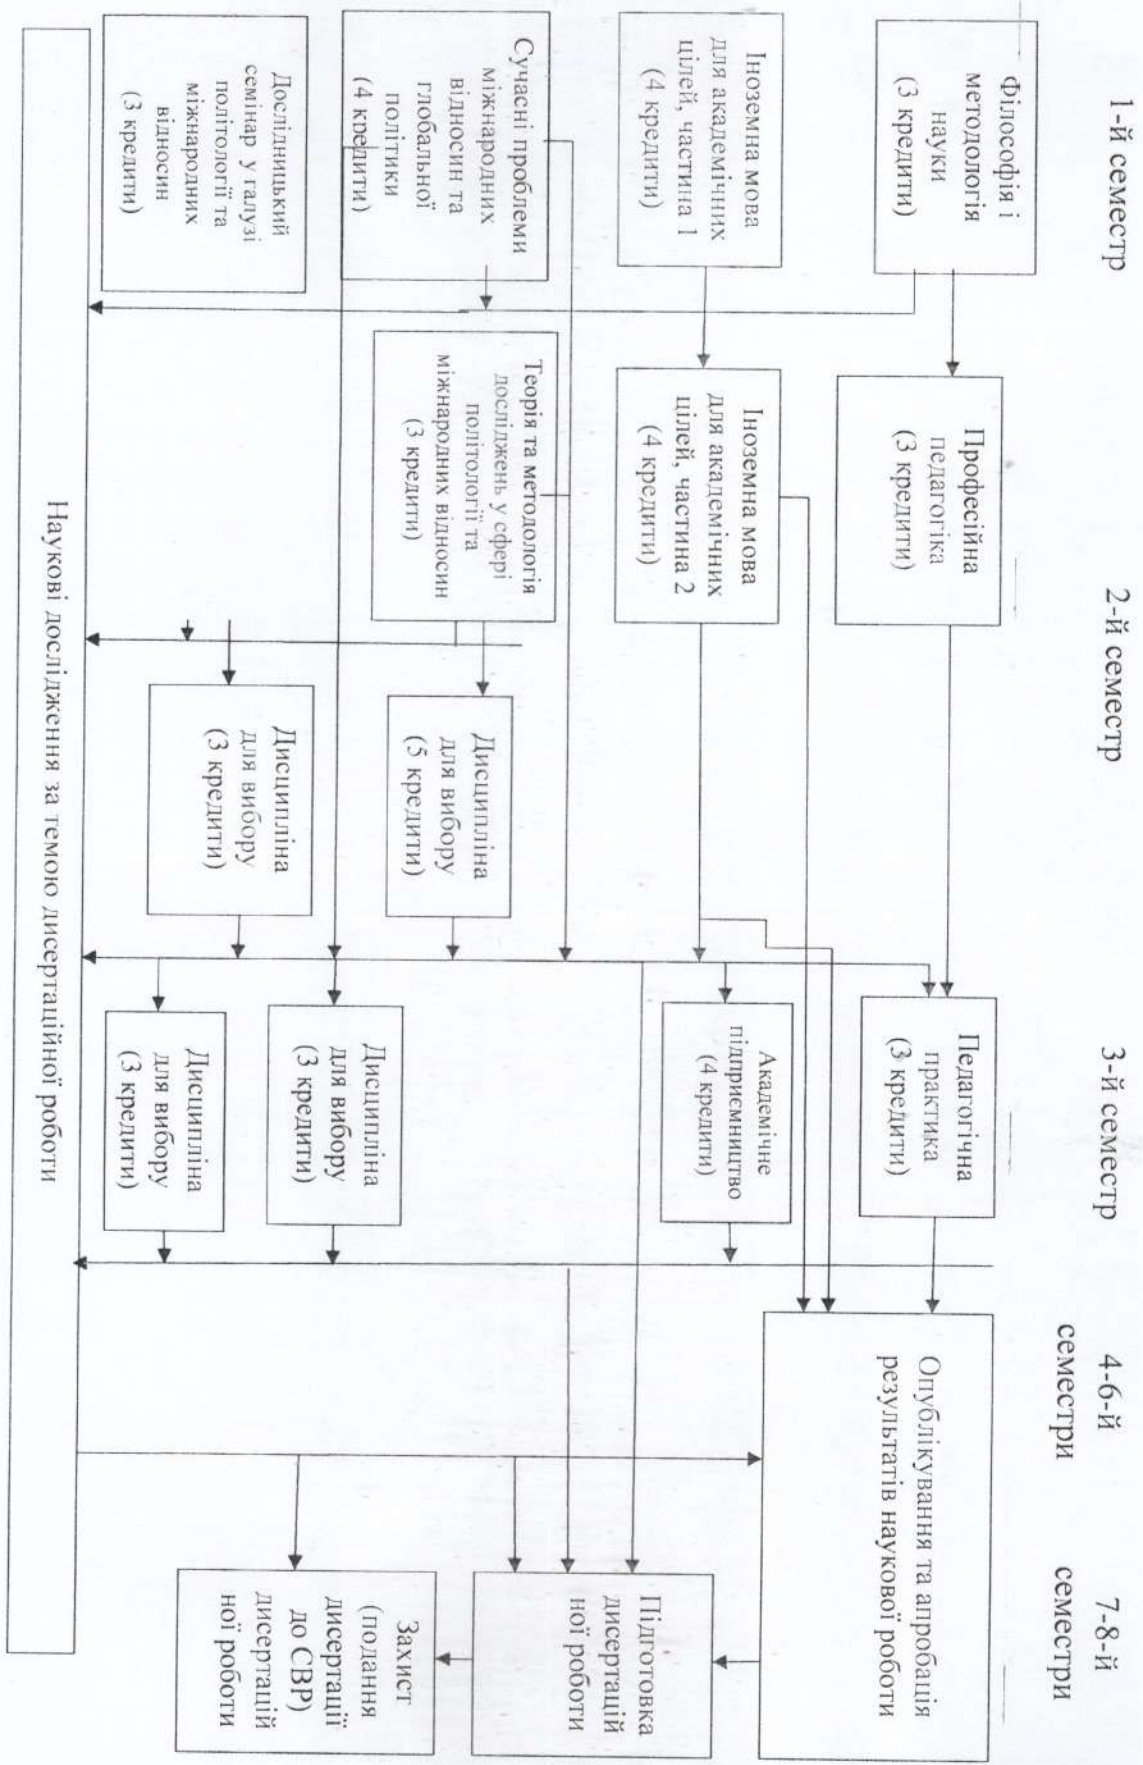 1-й семестр
2-й семестр
3-й семестр
4-6-й
семестри
7-8-й
семестри
Філософія і
методологія
науки
(3 кредити)
Професійна
педагогіка
(3 кредити)
Педагогічна
практика
(3 кредити)
Опублікування та апробація
результатів наукової роботи
Іноземна мова
для академічних
цілей, частина 1
(4 кредити)
Іноземна мова
для академічних
цілей, частина 2
(4 кредити)
Академічне
підприємництво
(4 кредити)
Сучасні проблеми
міжнародних
відносин та
глобальної
політики
(4 кредити)
Теорія та методологія
досліджень у сфері
політології та
міжнародних відносин
(3 кредити)
Дисципліна
для вибору
(5 кредити)
Дисципліна
для вибору
(3 кредити)
Підготовка
дисертацій
ної роботи
Дослідницький
семінар у галузі
політології та
міжнародних
відносин
(3 кредити)
Дисципліна
для вибору
(3 кредити)
Дисципліна
для вибору
(3 кредити)
Захист
(подання
дисертації
до СВР)
дисертацій
ної роботи
Наукові дослідження за темою дисертаційної роботи